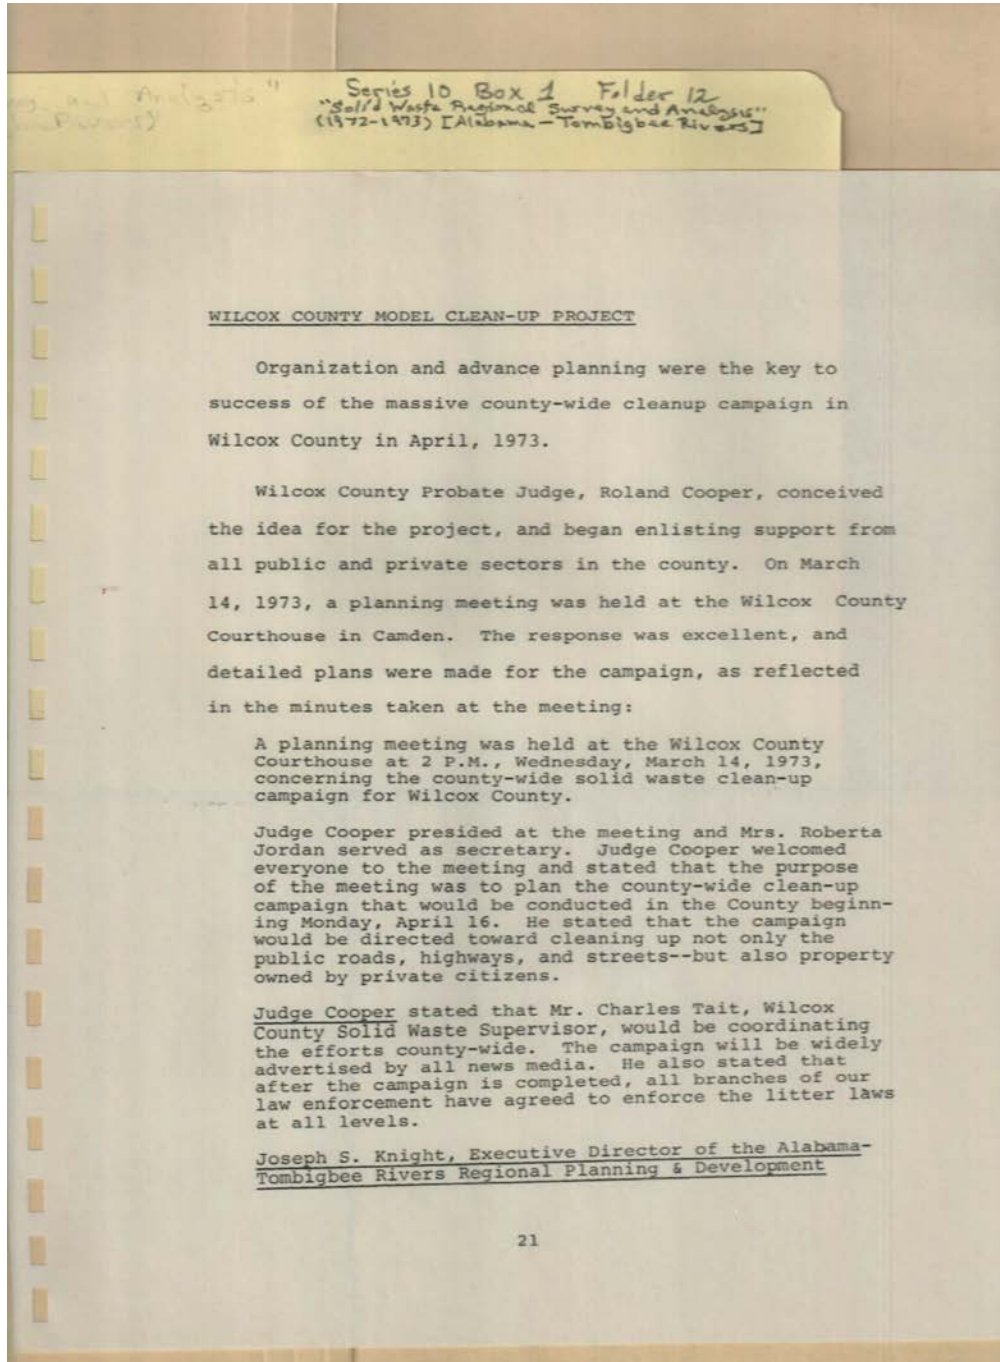 Series 10 Box 1 Folder 12
"Solid Waste Regional Survey and Analysis"
(1972-1973) [Alabama - Tombigbee Rivers]
and Analysis"
Rivers)
WILCOX COUNTY MODEL CLEAN-UP PROJECT
Organization and advance planning were the key to
success of the massive county-wide cleanup campaign in
Wilcox County in April, 1973.
Wilcox County Probate Judge, Roland Cooper, conceived
the idea for the project, and began enlisting support from
all public and private sectors in the county. On March
14, 1973, a planning meeting was held at the Wilcox County
Courthouse in Camden. The response was excellent, and
detailed plans were made for the campaign, as reflected
in the minutes taken at the meeting:
A planning meeting was held at the Wilcox County
Courthouse at 2 P.M., Wednesday, March 14, 1973,
concerning the county-wide solid waste clean-up
campaign for Wilcox County.
Judge Cooper presided at the meeting and Mrs. Roberta
Jordan served as secretary. Judge Cooper welcomed
everyone to the meeting and stated that the purpose
of the meeting was to plan the county-wide clean-up
campaign that would be conducted in the County beginn-
ing Monday, April 16. He stated that the campaign
would be directed toward cleaning up not only the
public roads, highways, and streets--but also property
owned by private citizens.
Judge Cooper stated that Mr. Charles Tait, Wilcox
County Solid Waste Supervisor, would be coordinating
the efforts county-wide. The campaign will be widely
advertised by all news media. He also stated that
after the campaign is completed, all branches of our
law enforcement have agreed to enforce the litter laws
at all levels.
Joseph S. Knight, Executive Director of the Alabama-
Tombigbee Rivers Regional Planning & Development
21